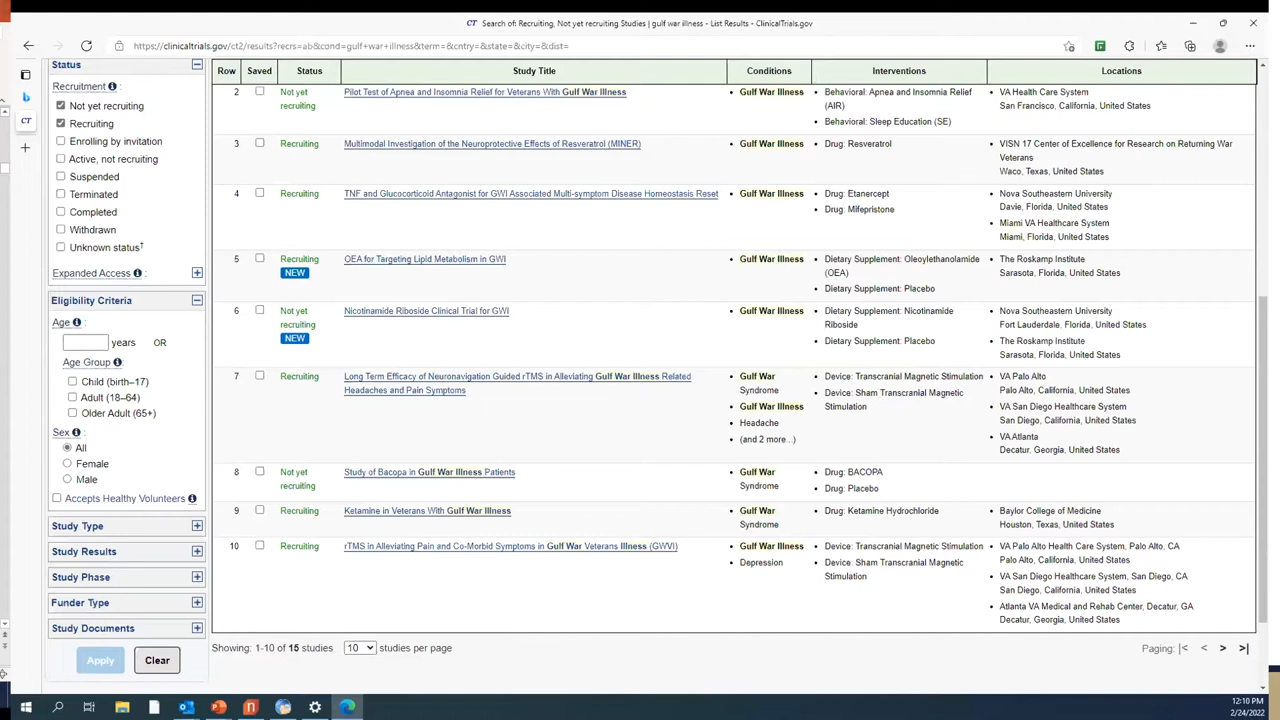 CT Search of: Recruiting, Not yet recruiting Studies | gulf war illness - List Results - ClinicalTrials.gov
https://clinicaltrials.gov/ct2/results?recrs=ab&cond=gulf+war+illness&term=&cntry=&state=&city=&dist=
CT
Status
Recruitment :
Not yet recruiting
Recruiting
Enrolling by invitation
Active, not recruiting
Suspended
Terminated
Completed
Withdrawn
Unknown status†
Expanded Access :
Eligibility Criteria
Age :
years OR
Age Group :
Child (birth–17)
Adult (18–64)
Older Adult (65+)
Sex :
All
Female
Male
Accepts Healthy Volunteers
Study Type
Study Results
Study Phase
Funder Type
Study Documents
Apply Clear
Row Saved Status Study Title Conditions Interventions Locations
2 Not yet recruiting Pilot Test of Apnea and Insomnia Relief for Veterans With Gulf War Illness
• Gulf War Illness
• Behavioral: Apnea and Insomnia Relief
(AIR)
• Behavioral: Sleep Education (SE)
• VA Health Care System
San Francisco, California, United States
3 Recruiting Multimodal Investigation of the Neuroprotective Effects of Resveratrol (MINER)
• Gulf War Illness
• Drug: Resveratrol
• VISN 17 Center of Excellence for Research on Returning War
Veterans
Waco, Texas, United States
4 Recruiting TNF and Glucocorticoid Antagonist for GWI Associated Multi-symptom Disease Homeostasis Reset
• Gulf War Illness
• Drug: Etanercept
• Drug: Mifepristone
• Nova Southeastern University
Davie, Florida, United States
• Miami VA Healthcare System
Miami, Florida, United States
5 Recruiting OEA for Targeting Lipid Metabolism in GWI
NEW
• Gulf War Illness
• Dietary Supplement: Oleoylethanolamide
(OEA)
• Dietary Supplement: Placebo
• The Roskamp Institute
Sarasota, Florida, United States
6 Not yet recruiting Nicotinamide Riboside Clinical Trial for GWI
NEW
• Gulf War Illness
• Dietary Supplement: Nicotinamide
Riboside
• Dietary Supplement: Placebo
• Nova Southeastern University
Fort Lauderdale, Florida, United States
• The Roskamp Institute
Sarasota, Florida, United States
7 Recruiting Long Term Efficacy of Neuronavigation Guided rTMS in Alleviating Gulf War Illness Related
Headaches and Pain Symptoms
• Gulf War
Syndrome
• Gulf War Illness
• Headache
• (and 2 more...)
• Device: Transcranial Magnetic Stimulation
• Device: Sham Transcranial Magnetic
Stimulation
• VA Palo Alto
Palo Alto, California, United States
• VA San Diego Healthcare System
San Diego, California, United States
• VA Atlanta
Decatur, Georgia, United States
8 Not yet recruiting Study of Bacopa in Gulf War Illness Patients
• Gulf War
Syndrome
• Drug: BACOPA
• Drug: Placebo
9 Recruiting Ketamine in Veterans With Gulf War Illness
• Gulf War
Syndrome
• Drug: Ketamine Hydrochloride
• Baylor College of Medicine
Houston, Texas, United States
10 Recruiting rTMS in Alleviating Pain and Co-Morbid Symptoms in Gulf War Veterans Illness (GWVI)
• Gulf War Illness
• Depression
• Device: Transcranial Magnetic Stimulation
• Device: Sham Transcranial Magnetic
Stimulation
• VA Palo Alto Health Care System, Palo Alto, CA
Palo Alto, California, United States
• VA San Diego Healthcare System, San Diego, CA
San Diego, California, United States
• Atlanta VA Medical and Rehab Center, Decatur, GA
Decatur, Georgia, United States
Showing: 1-10 of 15 studies 10 studies per page
Paging: |< < > >|
12:10 PM
2/24/2022